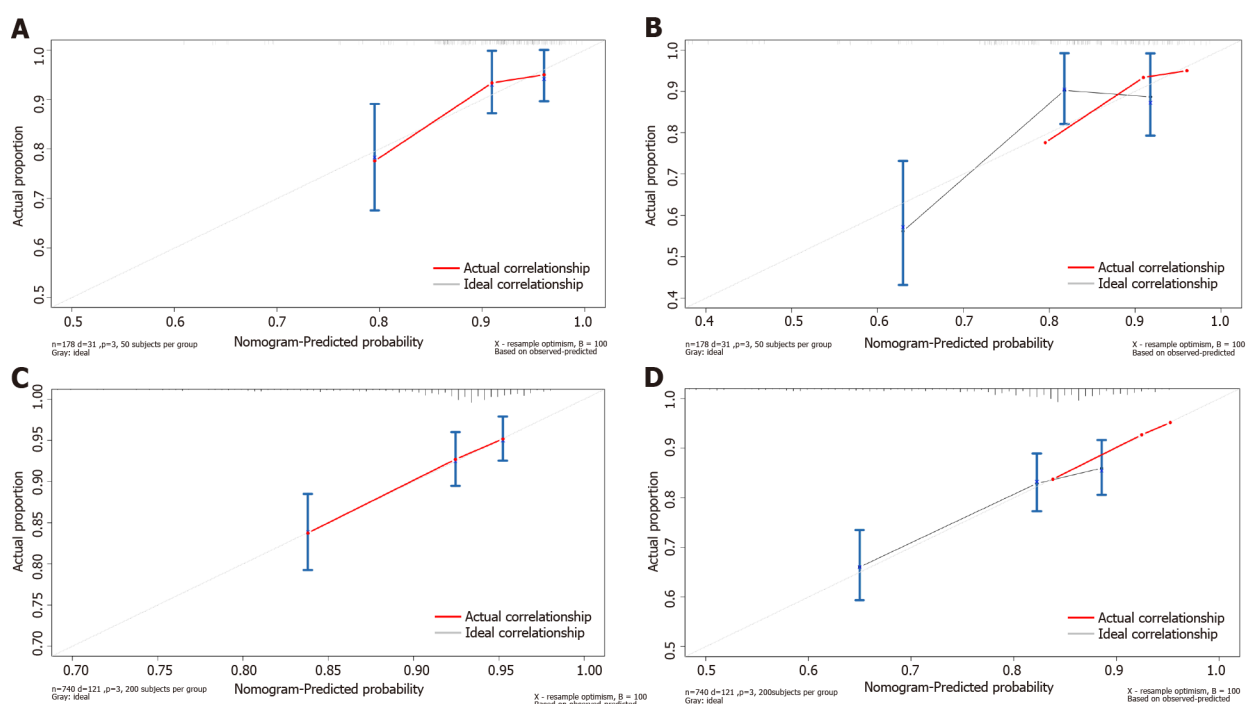 A
1.0
0.9
0.8
0.7
0.6
0.5
Actual proportion
Actual correlationship
Ideal correlationship
0.5 0.6 0.7 0.8 0.9 1.0
n=178 d=31 ,p=3, 50 subjects per group
Gray: ideal
Nomogram-Predicted probability
X - resample optimism, B = 100
Based on observed-predicted
B
1.0
0.9
0.8
0.7
0.6
0.5
0.4
Actual proportion
Actual correlationship
Ideal correlationship
0.4 0.5 0.6 0.7 0.8 0.9 1.0
n=178 d=31 ,p=3, 50 subjects per group
Gray: ideal
Nomogram-Predicted probability
X - resample optimism, B = 100
Based on observed-predicted
C
1.00
0.95
0.90
0.85
0.80
0.75
0.70
Actual proportion
Actual correlationship
Ideal correlationship
0.70 0.75 0.80 0.85 0.90 0.95 1.00
n=740 d=121 ,p=3, 200 subjects per group
Gray: ideal
Nomogram-Predicted probability
X - resample optimism, B = 100
Based on observed-predicted
D
1.0
0.9
0.8
0.7
0.6
0.5
Actual proportion
Actual correlationship
Ideal correlationship
0.5 0.6 0.7 0.8 0.9 1.0
n=740 d=121 ,p=3, 200subjects per group
Gray: ideal
Nomogram-Predicted probability
X - resample optimism, B = 100
Based on observed-predicted